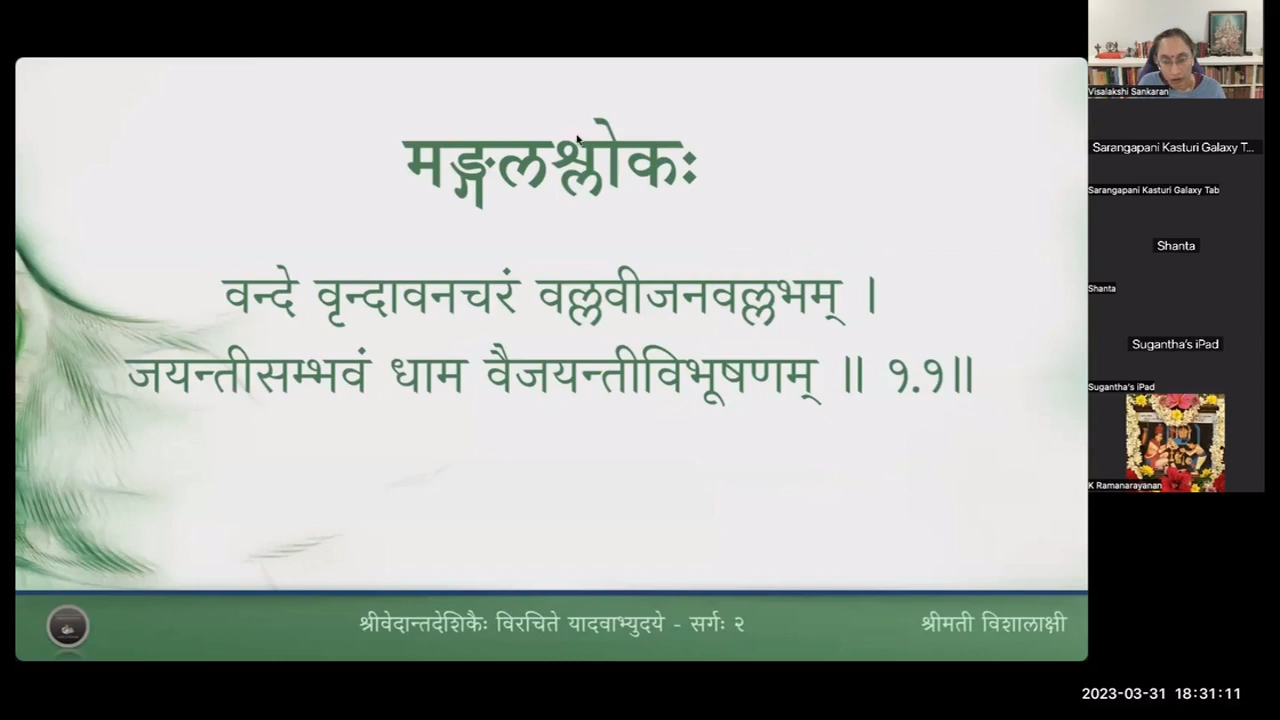 मङ्गलश्लोकः
वन्दे वृन्दावनचरं वल्लवीजनवल्लभम् ।
जयन्तीसम्भवं धाम वैजयन्तीविभूषणम् ॥ १.१॥
श्रीवेदान्तदेशिकैः विरचिते यादवाभ्युदये - सर्गः २
श्रीमती विशालाक्षी
Visalakshi Sankaran
Sarangapani Kasturi Galaxy T...
Sarangapani Kasturi Galaxy Tab
Shanta
Shanta
Sugantha's iPad
Sugantha's iPad
K Ramanarayanan
2023-03-31 18:31:11